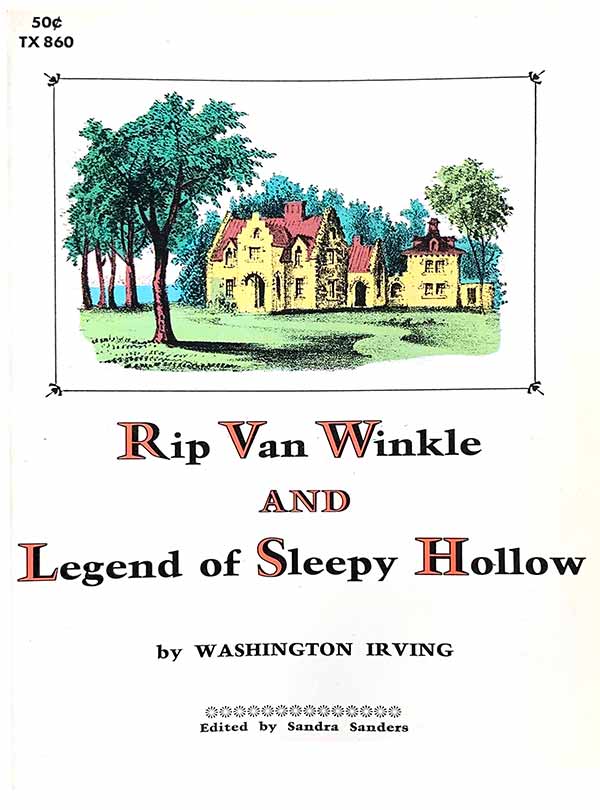 50¢
TX 860
Rip Van Winkle
AND
Legend of Sleepy Hollow
by WASHINGTON IRVING
Edited by Sandra Sanders